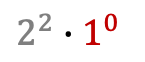 2² · 1⁰